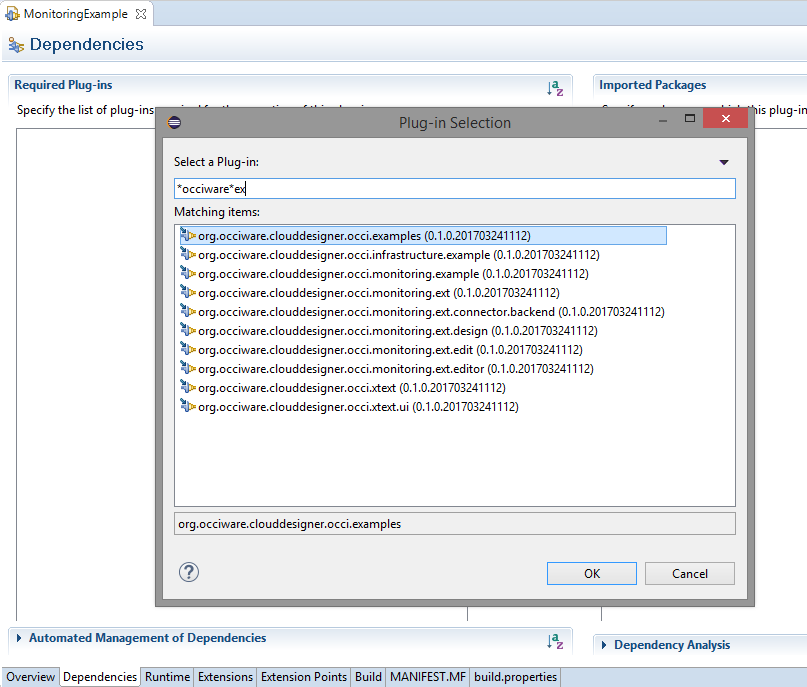 MonitoringExample
Dependencies
Required Plug-ins
Imported Packages
Specify the list of plug-ins
this plug-in
Plug-in Selection
Select a Plug-in:
*occiware*ex
Matching items:
org.occiware.clouddesigner.occi.examples (0.1.0.201703241112)
org.occiware.clouddesigner.occi.infrastructure.example (0.1.0.201703241112)
org.occiware.clouddesigner.occi.monitoring.example (0.1.0.201703241112)
org.occiware.clouddesigner.occi.monitoring.ext (0.1.0.201703241112)
org.occiware.clouddesigner.occi.monitoring.ext.connector.backend (0.1.0.201703241112)
org.occiware.clouddesigner.occi.monitoring.ext.design (0.1.0.201703241112)
org.occiware.clouddesigner.occi.monitoring.ext.edit (0.1.0.201703241112)
org.occiware.clouddesigner.occi.monitoring.ext.editor (0.1.0.201703241112)
org.occiware.clouddesigner.occi.xtext (0.1.0.201703241112)
org.occiware.clouddesigner.occi.xtext.ui (0.1.0.201703241112)
org.occiware.clouddesigner.occi.examples
?
OK Cancel
Automated Management of Dependencies
Dependency Analysis
Overview Dependencies Runtime Extensions Extension Points Build MANIFEST.MF build.properties